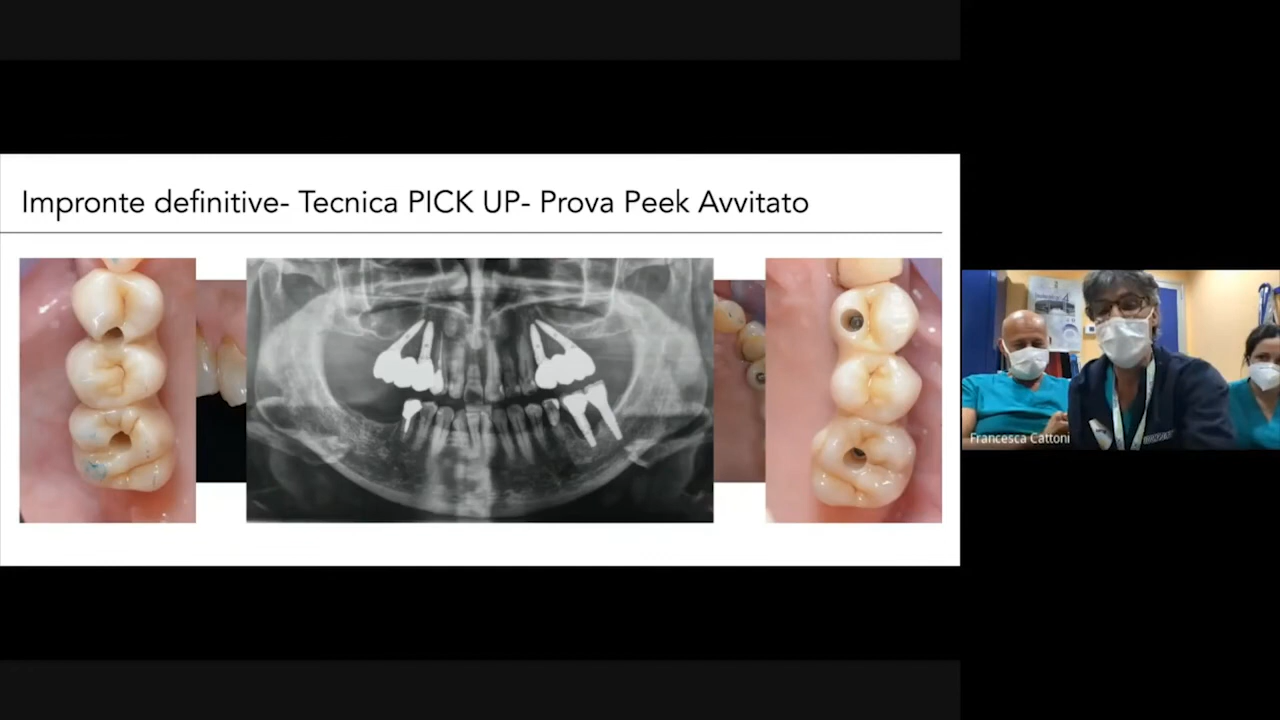 Impronte definitive- Tecnica PICK UP- Prova Peek Avvitato
Francesca Cattoni